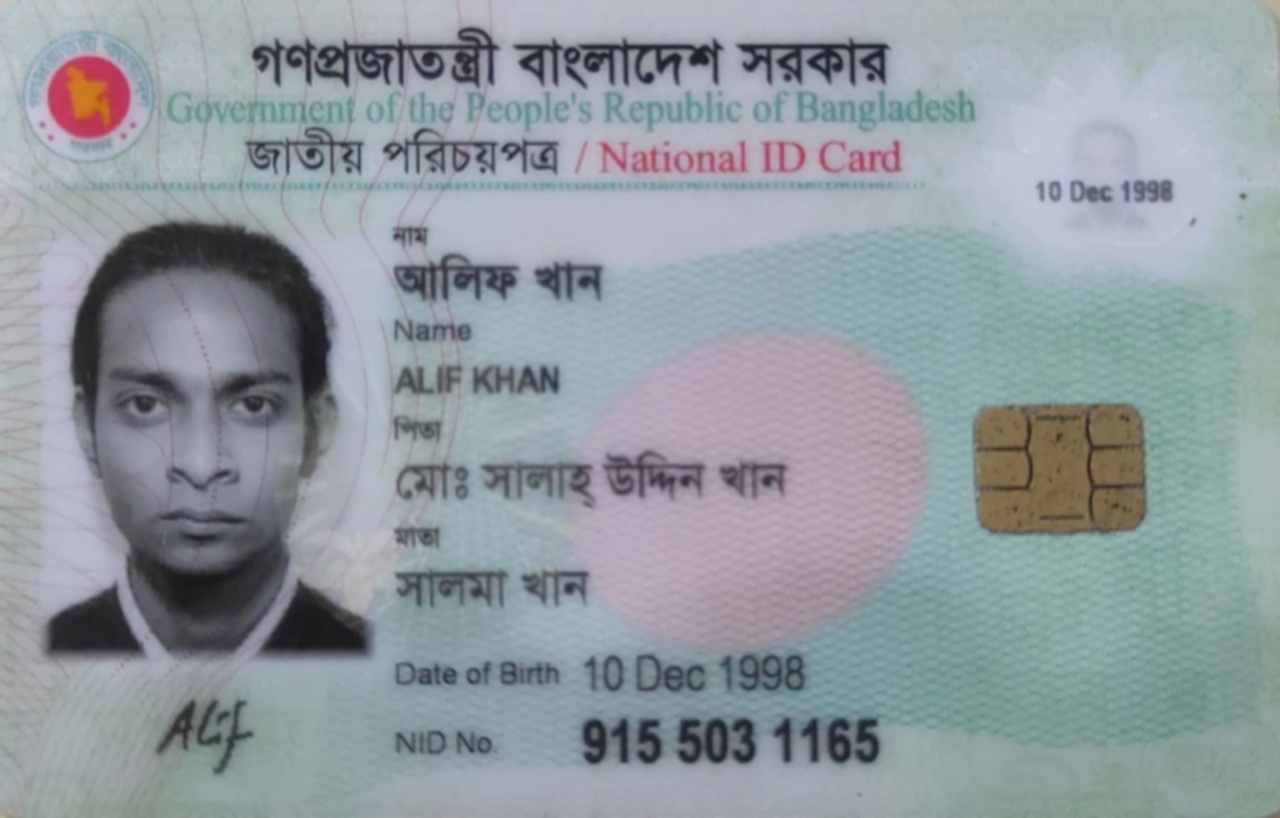 গণপ্রজাতন্ত্রী বাংলাদেশ সরকার
Government of the People's Republic of Bangladesh
জাতীয় পরিচয়পত্র / National ID Card
10 Dec 1998
নাম
আলিফ খান
Name
ALIF KHAN
পিতা
মোঃ সালাহ্ উদ্দিন খান
মাতা
সালমা খান
Date of Birth 10 Dec 1998
Alif
NID No. 915 503 1165